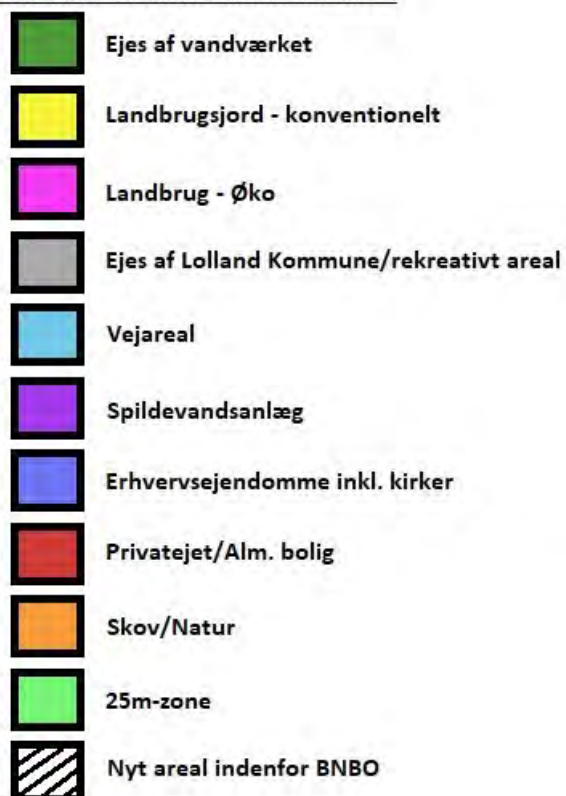 Ejes af vandværket
Landbrugsjord - konventionelt
Landbrug - Øko
Ejes af Lolland Kommune/rekreativt areal
Vejareal
Spildevandsanlæg
Erhvervsejendomme inkl. kirker
Privatejet/Alm. bolig
Skov/Natur
25m-zone
Nyt areal indenfor BNBO